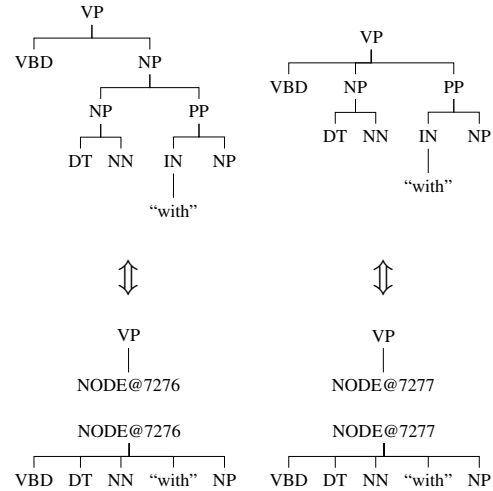 VP
VBD NP
NP PP
DT NN IN NP
“with”
VP
VBD NP PP
DT NN IN NP
“with”
⇕ ⇕
VP
NODE@7276
NODE@7276
VBD DT NN “with” NP
VP
NODE@7277
NODE@7277
VBD DT NN “with” NP